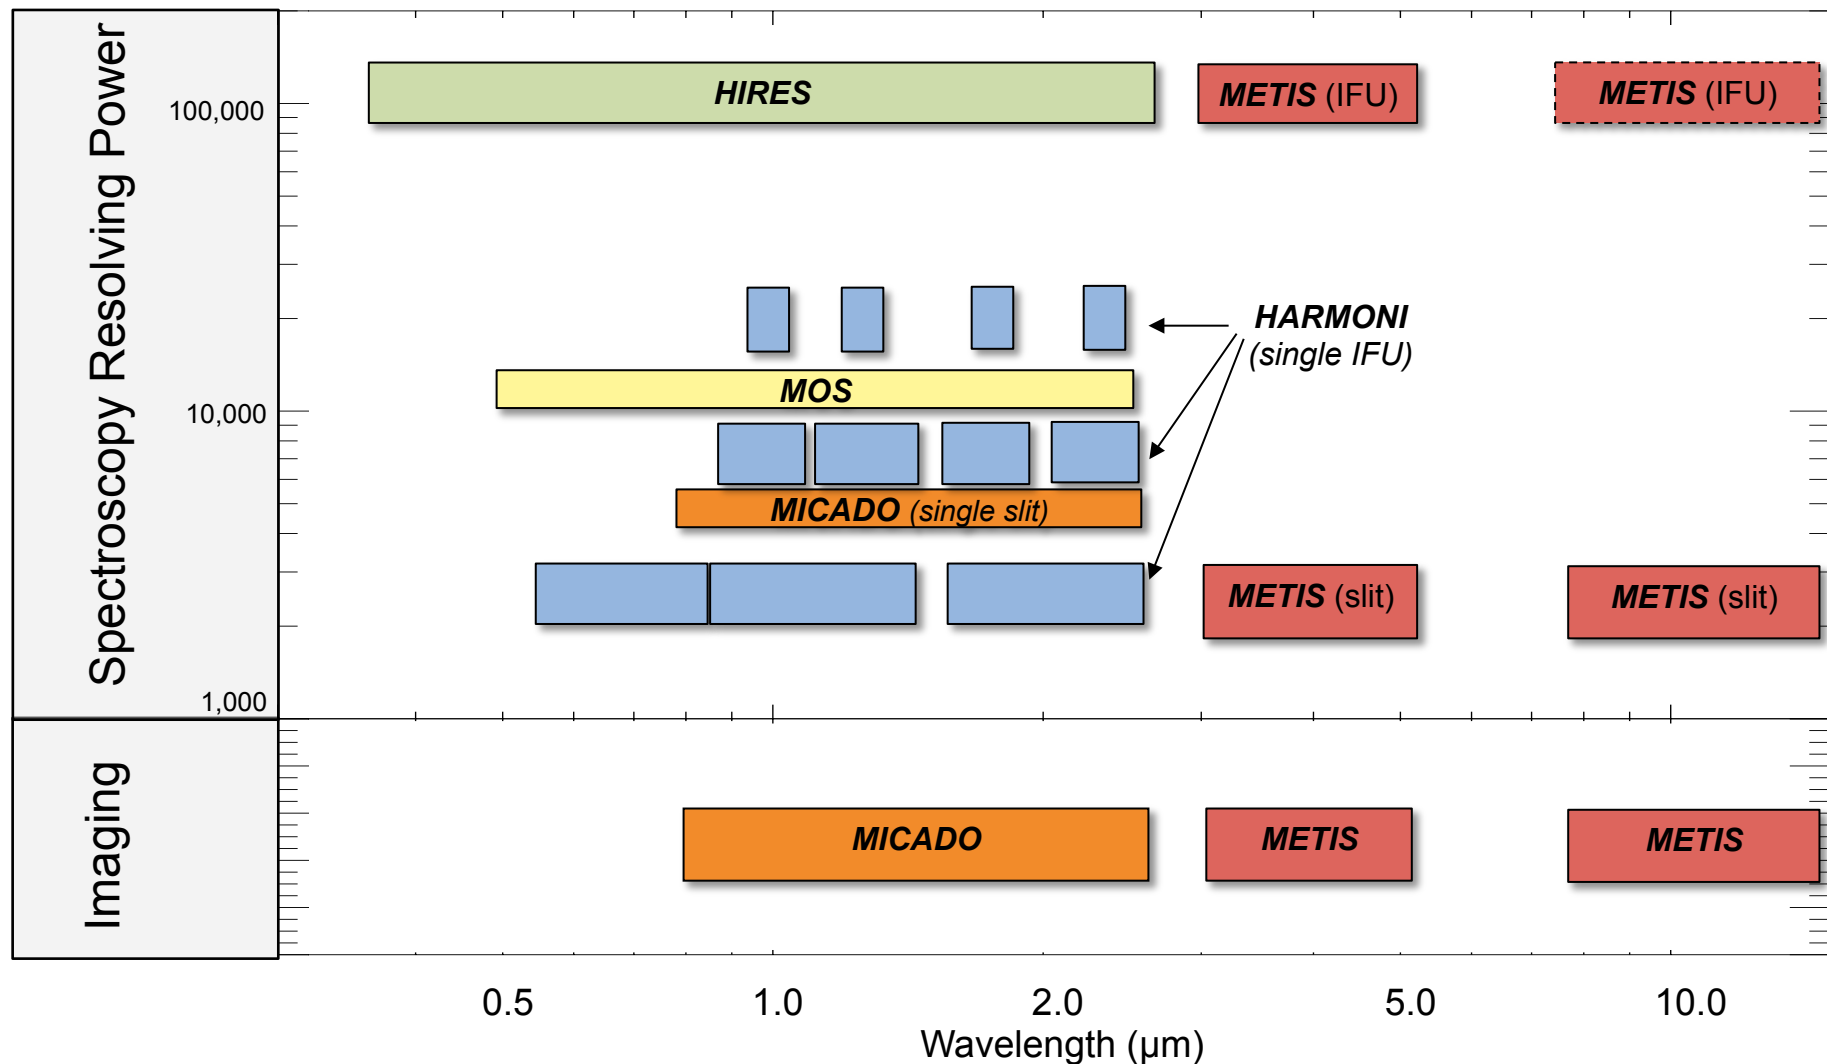 Spectroscopy Resolving Power
100,000
10,000
1,000
HIRES
METIS (IFU)
METIS (IFU)
HARMONI
(single IFU)
MOS
MICADO (single slit)
METIS (slit)
METIS (slit)
Imaging
MICADO
METIS
METIS
0.5
1.0
2.0
5.0
10.0
Wavelength (μm)